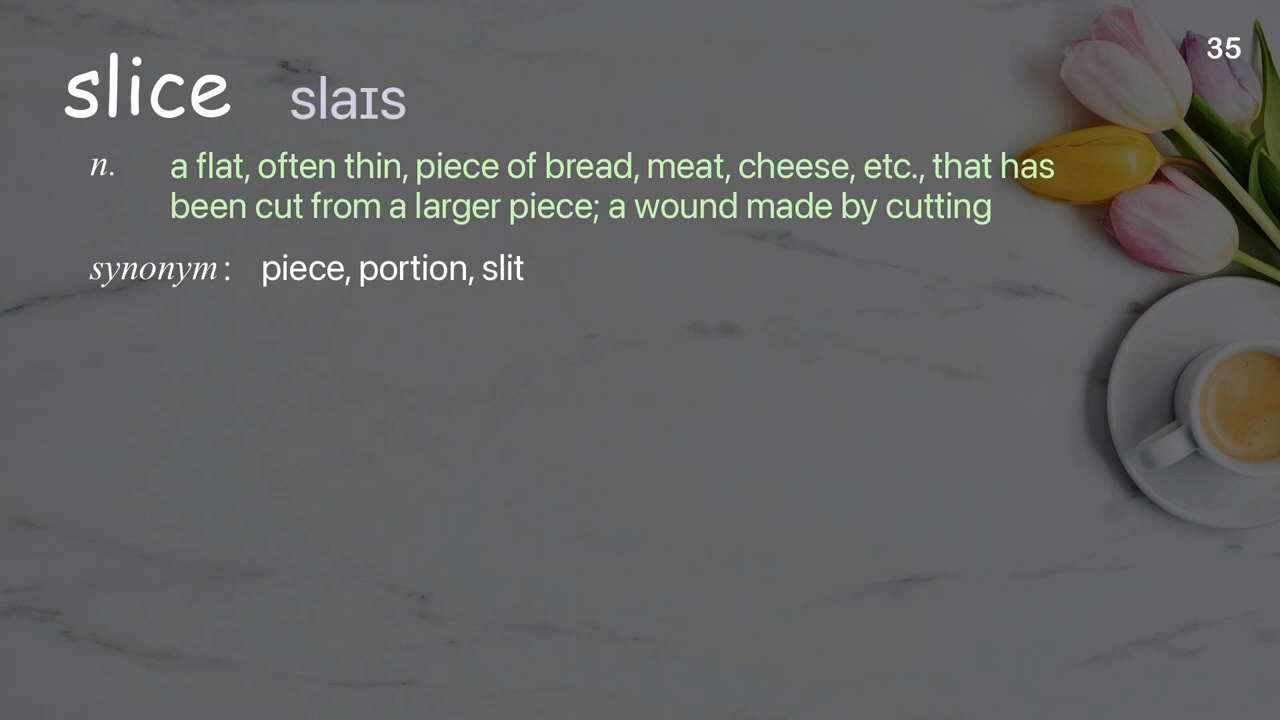 35
slice slaɪs
n. a flat, often thin, piece of bread, meat, cheese, etc., that has
been cut from a larger piece; a wound made by cutting
synonym: piece, portion, slit